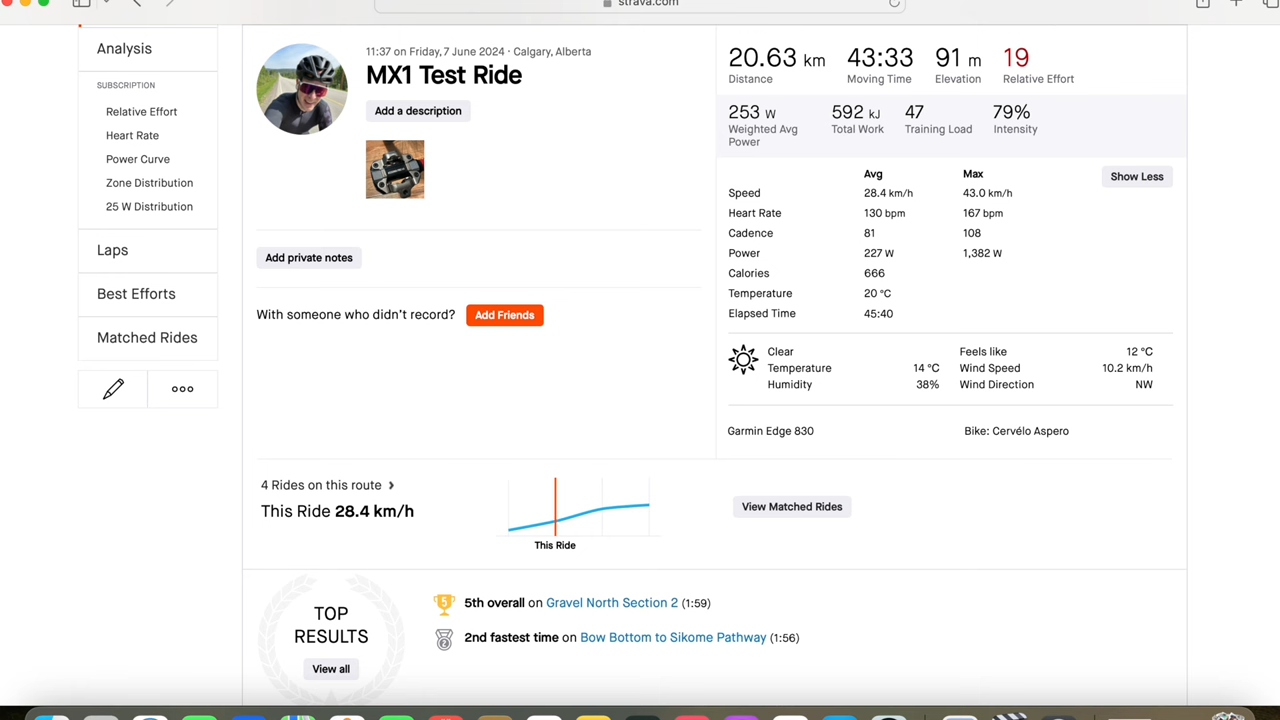 strava.com
Analysis
SUBSCRIPTION
Relative Effort
Heart Rate
Power Curve
Zone Distribution
25 W Distribution
Laps
Best Efforts
Matched Rides
11:37 on Friday, 7 June 2024 · Calgary, Alberta
MX1 Test Ride
Add a description
Add private notes
With someone who didn't record? Add Friends
20.63 km 43:33 91 m 19
Distance Moving Time Elevation Relative Effort
253 W 592 kJ 47 79%
Weighted Avg Power Total Work Training Load Intensity
Avg Max
Show Less
Speed 28.4 km/h 43.0 km/h
Heart Rate 130 bpm 167 bpm
Cadence 81 108
Power 227 W 1,382 W
Calories 666
Temperature 20 °C
Elapsed Time 45:40
Clear Feels like 12 °C
Temperature 14 °C Wind Speed 10.2 km/h
Humidity 38% Wind Direction NW
Garmin Edge 830 Bike: Cervélo Aspero
4 Rides on this route ›
This Ride 28.4 km/h
This Ride
View Matched Rides
TOP
RESULTS
View all
5
5th overall on Gravel North Section 2 (1:59)
2
2nd fastest time on Bow Bottom to Sikome Pathway (1:56)